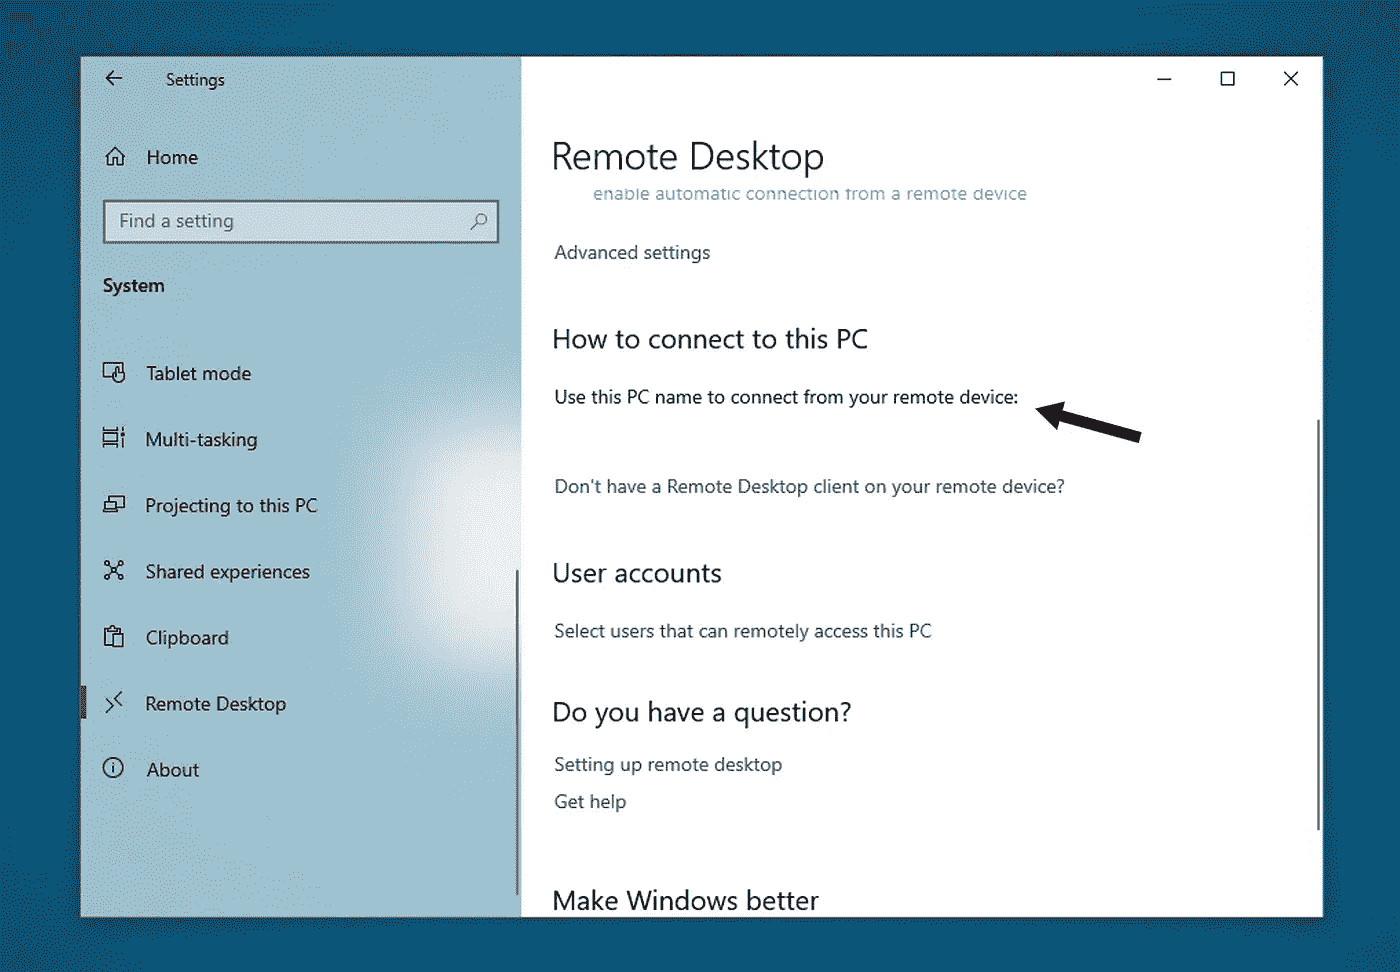 Settings
Home
Find a setting
System
Tablet mode
Multi-tasking
Projecting to this PC
Shared experiences
Clipboard
Remote Desktop
About
Remote Desktop
enable automatic connection from a remote device
Advanced settings
How to connect to this PC
Use this PC name to connect from your remote device:
Don't have a Remote Desktop client on your remote device?
User accounts
Select users that can remotely access this PC
Do you have a question?
Setting up remote desktop
Get help
Make Windows better